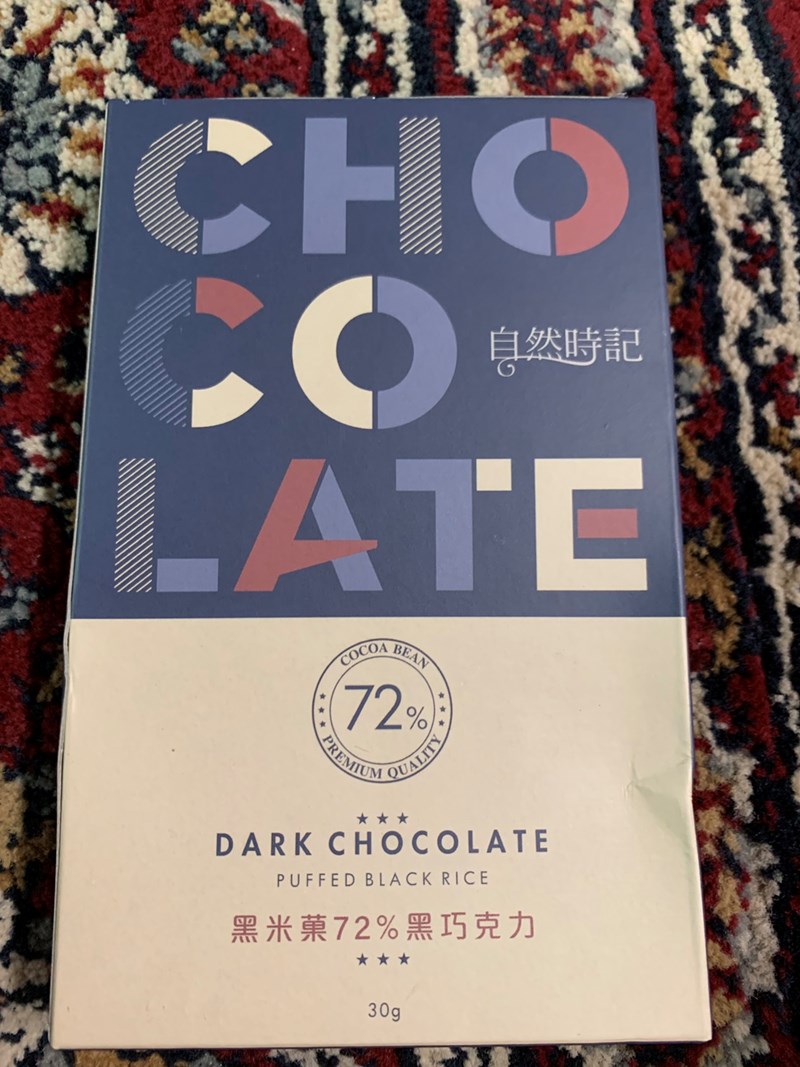 CHO
CO
自然時記
LATE
COCOA BEAN
72%
PREMIUM QUALITY
DARK CHOCOLATE
PUFFED BLACK RICE
黑米菓72%黑巧克力
30g